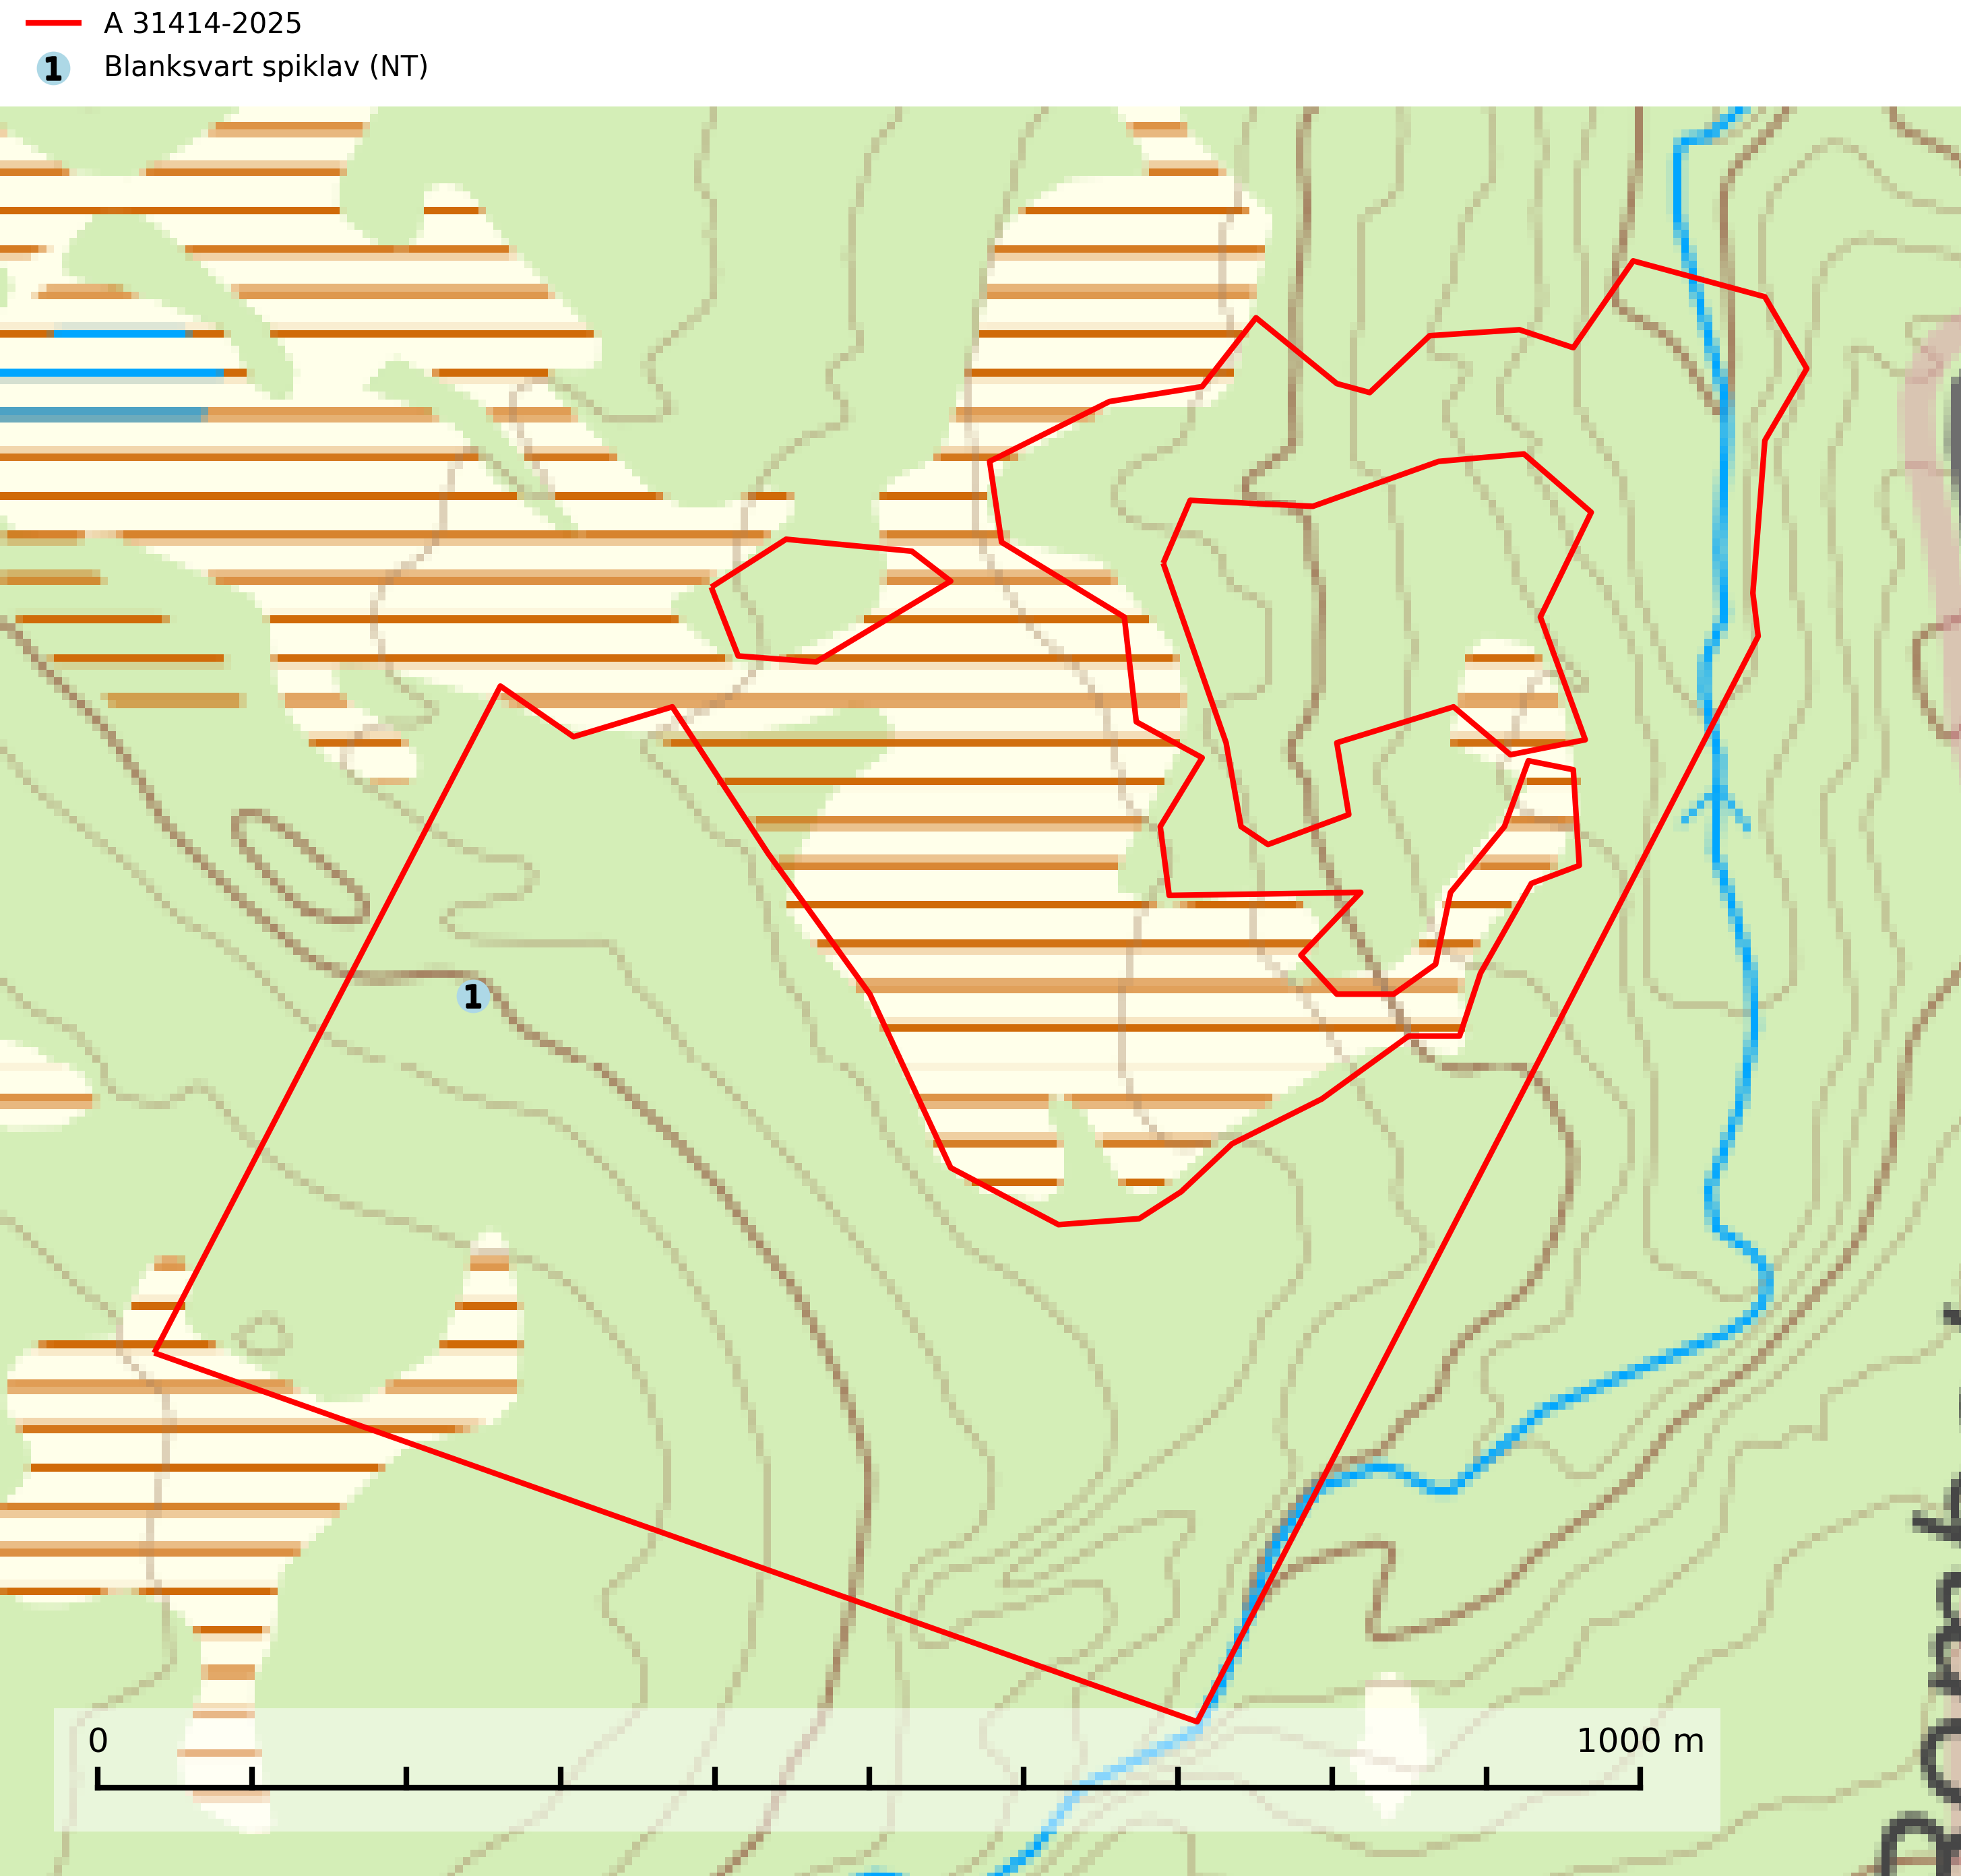 A 31414-2025
1 Blanksvart spiklav (NT)
1
0 1000 m